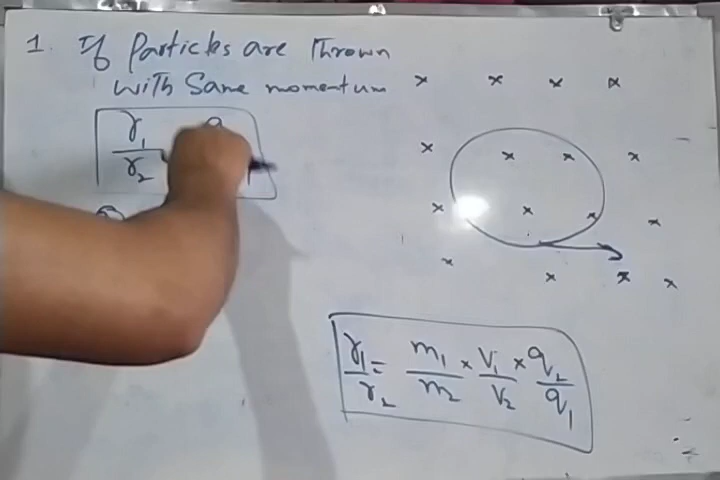 1. If Particles are Thrown
with Same momentum
r₁/r₂
r₁/r₂ = m₁/m₂ × v₁/v₂ × q₂/q₁